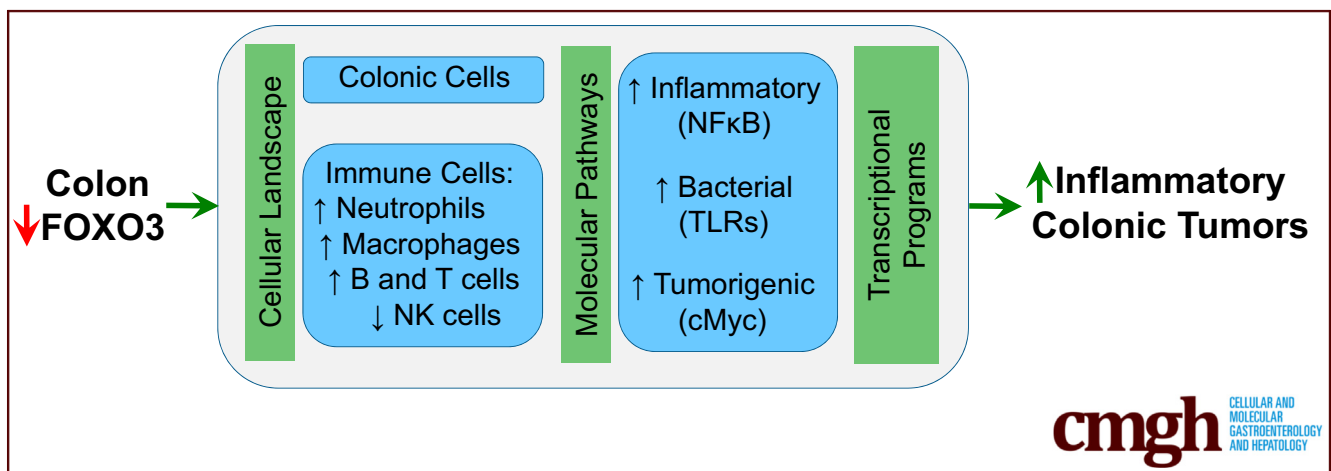 Colon
↓FOXO3
Cellular Landscape
Colonic Cells
Immune Cells:
↑ Neutrophils
↑ Macrophages
↑ B and T cells
↓ NK cells
Molecular Pathways
↑ Inflammatory
(NFκB)
↑ Bacterial
(TLRs)
↑ Tumorigenic
(cMyc)
Transcriptional
Programs
↑Inflammatory
Colonic Tumors
cmgh
CELLULAR AND
MOLECULAR
GASTROENTEROLOGY
AND HEPATOLOGY